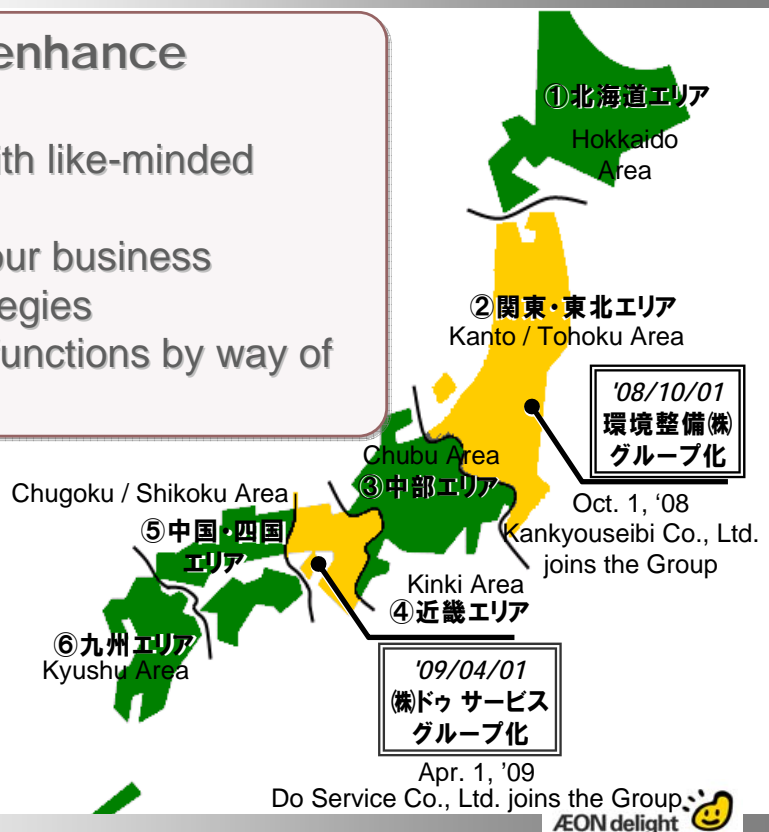 enhance
ith like-minded
our business
egies
functions by way of
①北海道エリア
Hokkaido
Area
②関東・東北エリア
Kanto / Tohoku Area
'08/10/01
環境整備㈱
グループ化
Oct. 1, ‘08
Kankyouseibi Co., Ltd.
joins the Group
Chubu Area
③中部エリア
Chugoku / Shikoku Area
⑤中国・四国
エリア
Kinki Area
④近畿エリア
⑥九州エリア
Kyushu Area
'09/04/01
㈱ドゥ サービス
グループ化
Apr. 1, ’09
Do Service Co., Ltd. joins the Group
ÆON delight